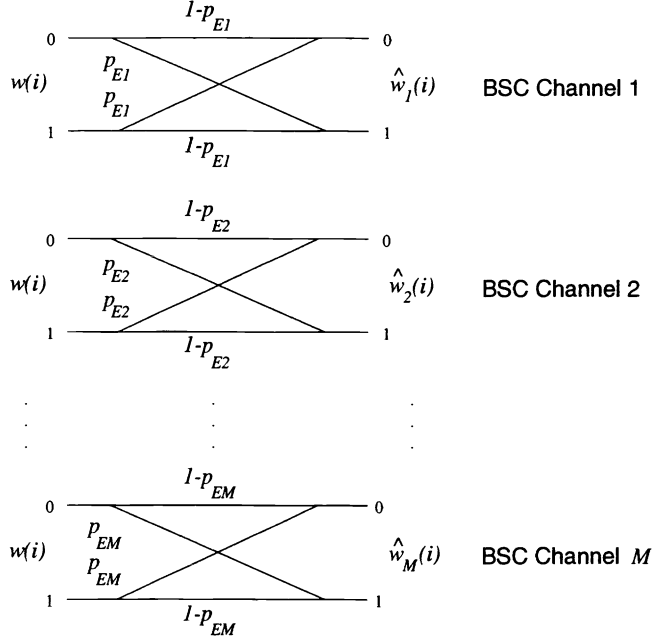 1-p_E1
0 0
p_E1
w(i) ŵ_1(i) BSC Channel 1
p_E1
1 1
1-p_E1
1-p_E2
0 0
p_E2
w(i) ŵ_2(i) BSC Channel 2
p_E2
1 1
1-p_E2
. . .
. . .
. . .
1-p_EM
0 0
p_EM
w(i) ŵ_M(i) BSC Channel M
p_EM
1 1
1-p_EM